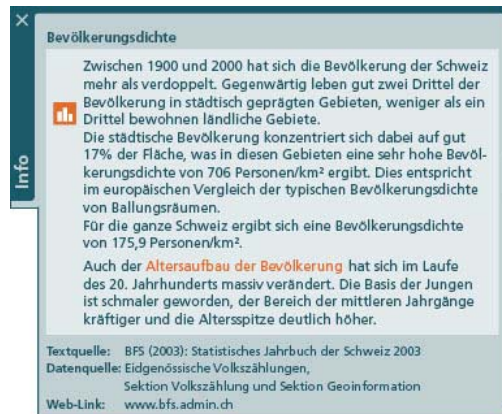 Bevölkerungsdichte
Zwischen 1900 und 2000 hat sich die Bevölkerung der Schweiz
mehr als verdoppelt. Gegenwärtig leben gut zwei Drittel der
Bevölkerung in städtisch geprägten Gebieten, weniger als ein
Drittel bewohnen ländliche Gebiete.
Die städtische Bevölkerung konzentriert sich dabei auf gut
17% der Fläche, was in diesen Gebieten eine sehr hohe Bevöl-
kerungsdichte von 706 Personen/km² ergibt. Dies entspricht
im europäischen Vergleich der typischen Bevölkerungsdichte
von Ballungsräumen.
Für die ganze Schweiz ergibt sich eine Bevölkerungsdichte
von 175,9 Personen/km².
Auch der Altersaufbau der Bevölkerung hat sich im Laufe
des 20. Jahrhunderts massiv verändert. Die Basis der Jungen
ist schmaler geworden, der Bereich der mittleren Jahrgänge
kräftiger und die Altersspitze deutlich höher.
Info
Textquelle: BFS (2003): Statistisches Jahrbuch der Schweiz 2003
Datenquelle: Eidgenössische Volkszählungen,
Sektion Volkszählung und Sektion Geoinformation
Web-Link: www.bfs.admin.ch